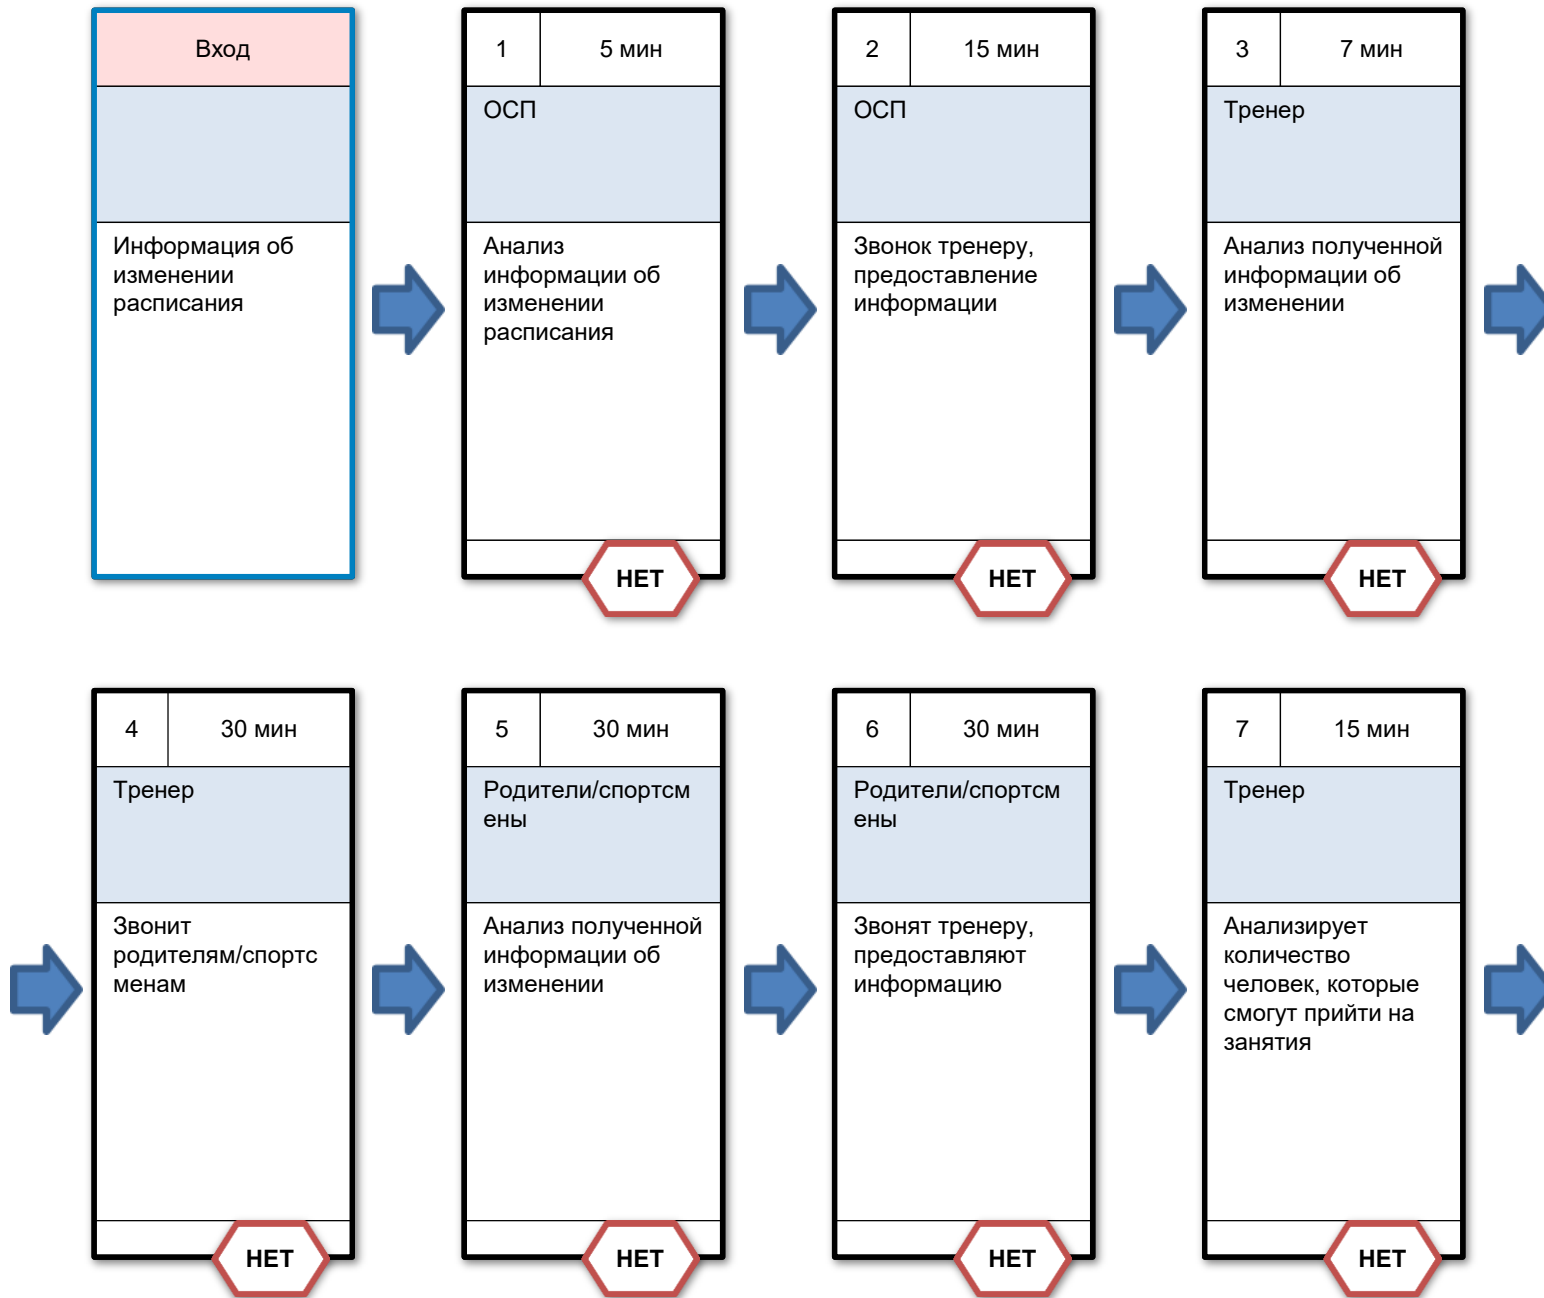 Вход
Информация об
изменении
расписания
1
5 мин
ОСП
Анализ
информации об
изменении
расписания
НЕТ
2
15 мин
ОСП
Звонок тренеру,
предоставление
информации
НЕТ
3
7 мин
Тренер
Анализ полученной
информации об
изменении
НЕТ
4
30 мин
Тренер
Звонит
родителям/спортс
менам
НЕТ
5
30 мин
Родители/спортсм
ены
Анализ полученной
информации об
изменении
НЕТ
6
30 мин
Родители/спортсм
ены
Звонят тренеру,
предоставляют
информацию
НЕТ
7
15 мин
Тренер
Анализирует
количество
человек, которые
смогут прийти на
занятия
НЕТ